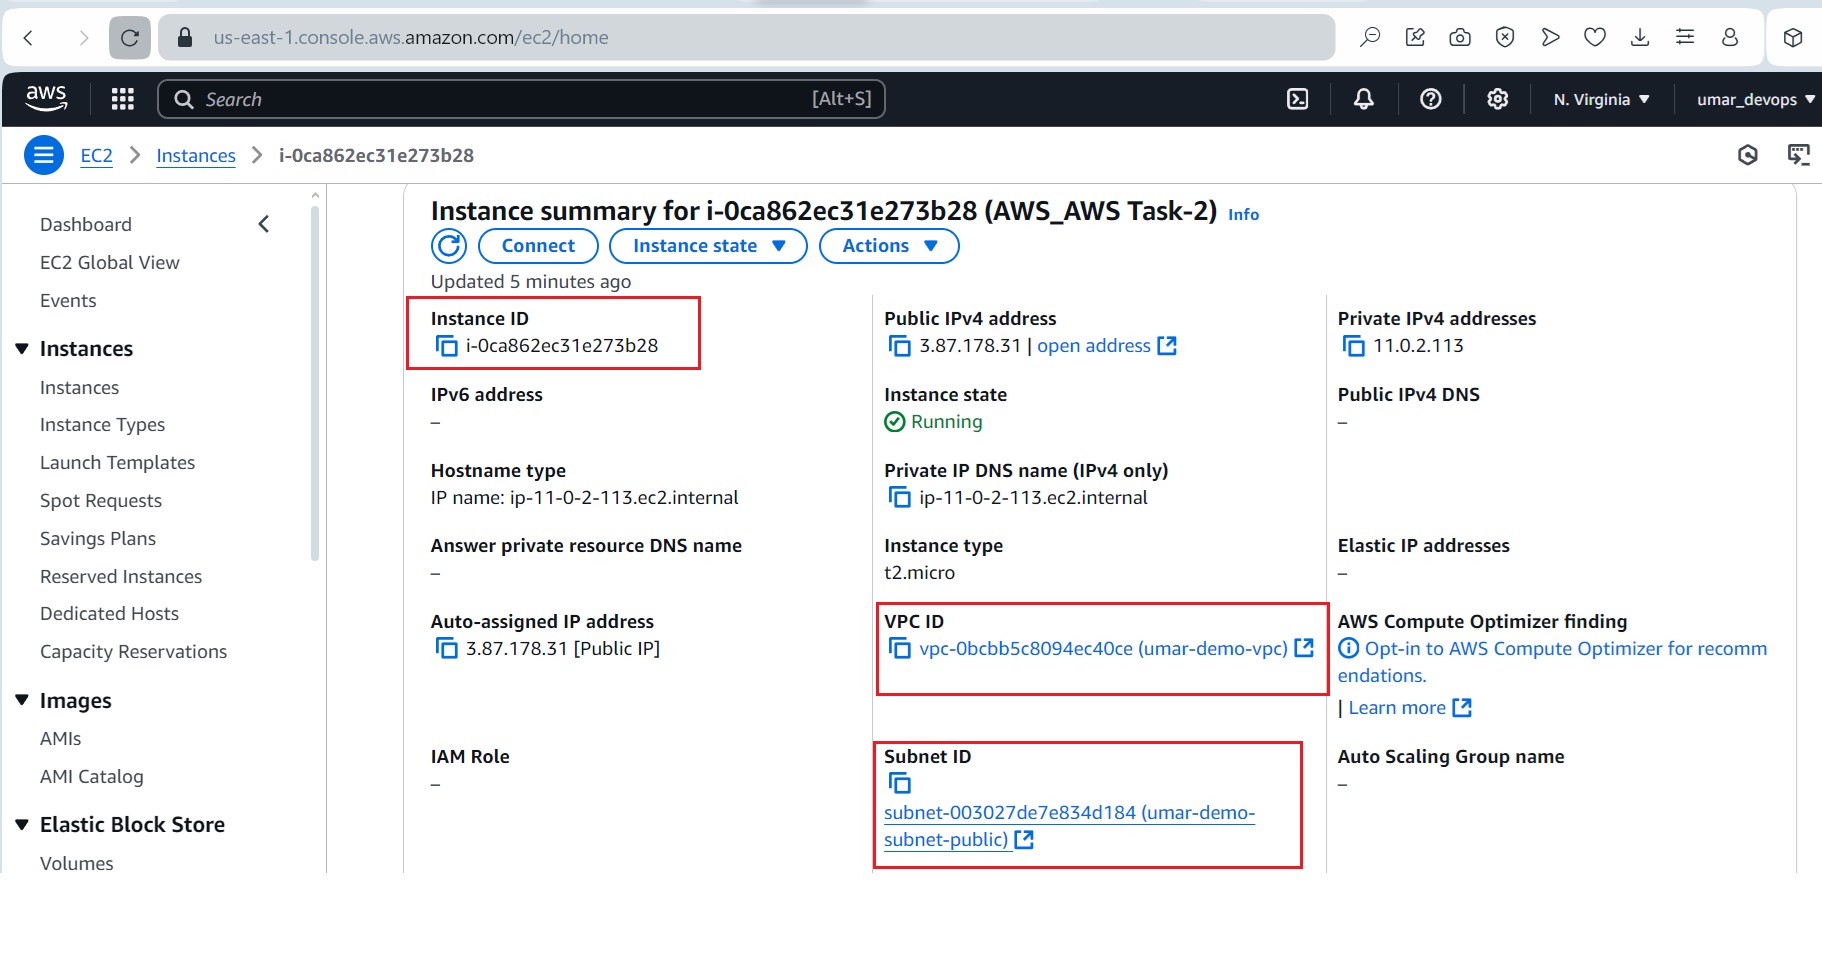 us-east-1.console.aws.amazon.com/ec2/home
aws
Search
[Alt+S]
N. Virginia
umar_devops
EC2
Instances
i-0ca862ec31e273b28
Dashboard
EC2 Global View
Events
Instances
Instances
Instance Types
Launch Templates
Spot Requests
Savings Plans
Reserved Instances
Dedicated Hosts
Capacity Reservations
Images
AMIs
AMI Catalog
Elastic Block Store
Volumes
Instance summary for i-0ca862ec31e273b28 (AWS_AWS Task-2) Info
Connect
Instance state
Actions
Updated 5 minutes ago
Instance ID
i-0ca862ec31e273b28
Public IPv4 address
3.87.178.31 | open address
Private IPv4 addresses
11.0.2.113
IPv6 address
–
Instance state
Running
Public IPv4 DNS
–
Hostname type
IP name: ip-11-0-2-113.ec2.internal
Private IP DNS name (IPv4 only)
ip-11-0-2-113.ec2.internal
Answer private resource DNS name
–
Instance type
t2.micro
Elastic IP addresses
–
Auto-assigned IP address
3.87.178.31 [Public IP]
VPC ID
vpc-0bcbb5c8094ec40ce (umar-demo-vpc)
AWS Compute Optimizer finding
Opt-in to AWS Compute Optimizer for recomm
endations.
| Learn more
IAM Role
–
Subnet ID
subnet-003027de7e834d184 (umar-demo-
subnet-public)
Auto Scaling Group name
–